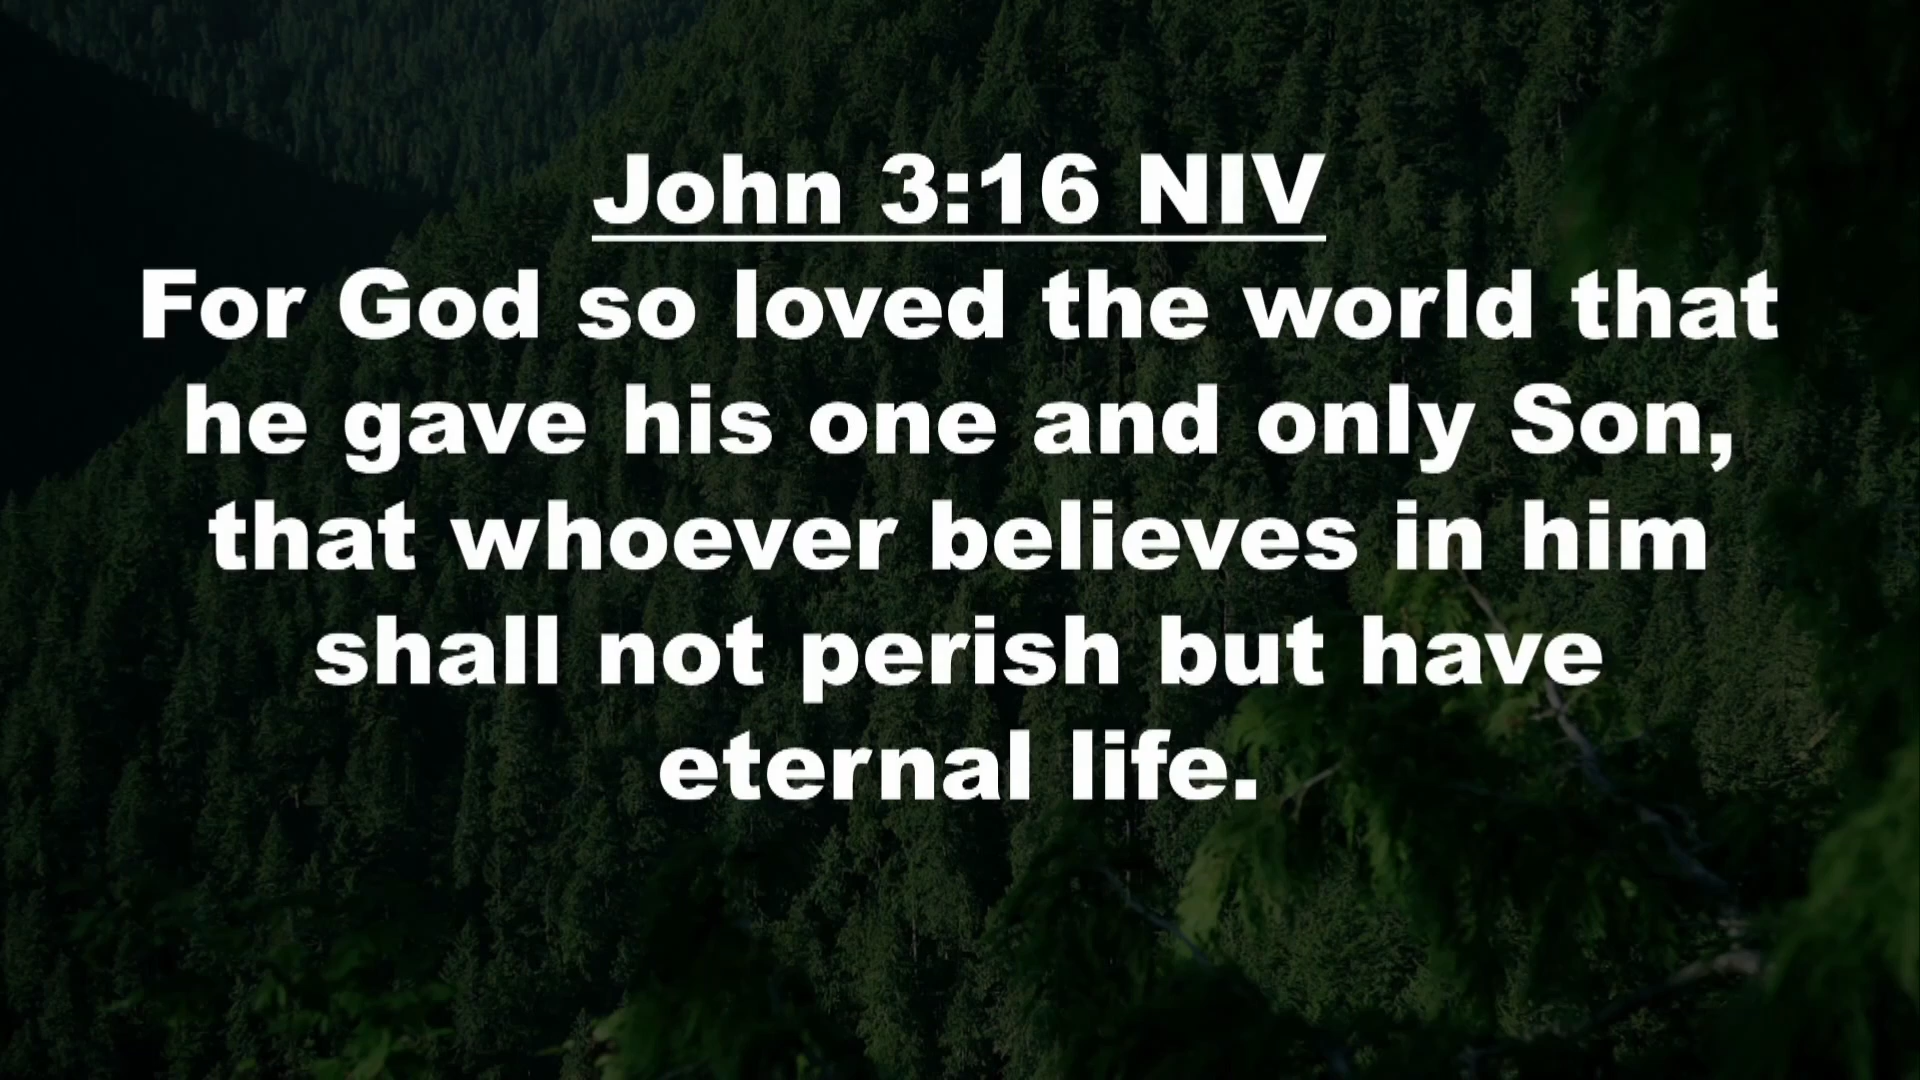 John 3:16 NIV
For God so loved the world that
he gave his one and only Son,
that whoever believes in him
shall not perish but have
eternal life.